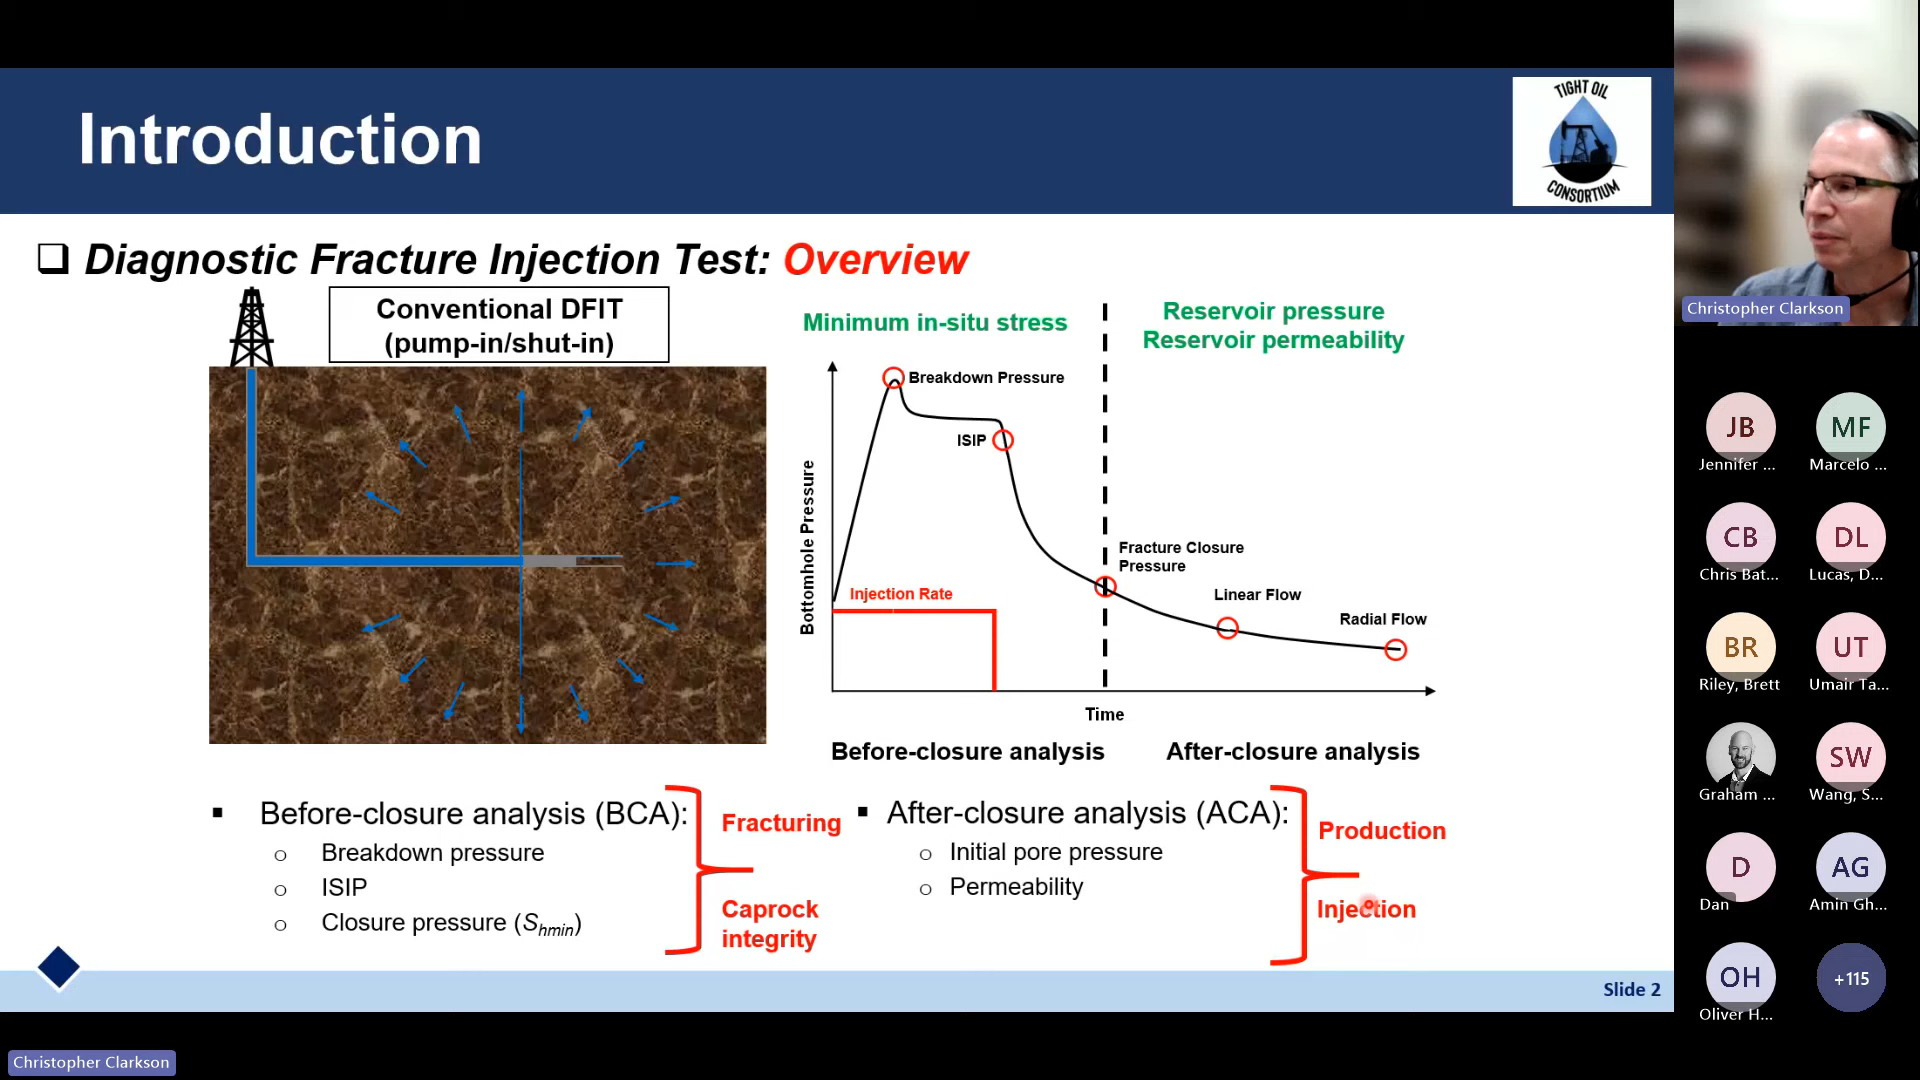 Introduction
TIGHT OIL
CONSORTIUM
Diagnostic Fracture Injection Test: Overview
Conventional DFIT
(pump-in/shut-in)
Minimum in-situ stress
Reservoir pressure
Reservoir permeability
Breakdown Pressure
ISIP
Fracture Closure
Pressure
Linear Flow
Radial Flow
Injection Rate
Bottomhole Pressure
Time
Before-closure analysis
After-closure analysis
Before-closure analysis (BCA):
Breakdown pressure
ISIP
Closure pressure (Shmin)
Fracturing
Caprock
integrity
After-closure analysis (ACA):
Initial pore pressure
Permeability
Production
Injection
Slide 2
Christopher Clarkson
Christopher Clarkson
JB
Jennifer ...
MF
Marcelo ...
CB
Chris Bat...
DL
Lucas, D...
BR
Riley, Brett
UT
Umair Ta...
Graham ...
SW
Wang, S...
D
Dan
AG
Amin Gh...
OH
Oliver H...
+115